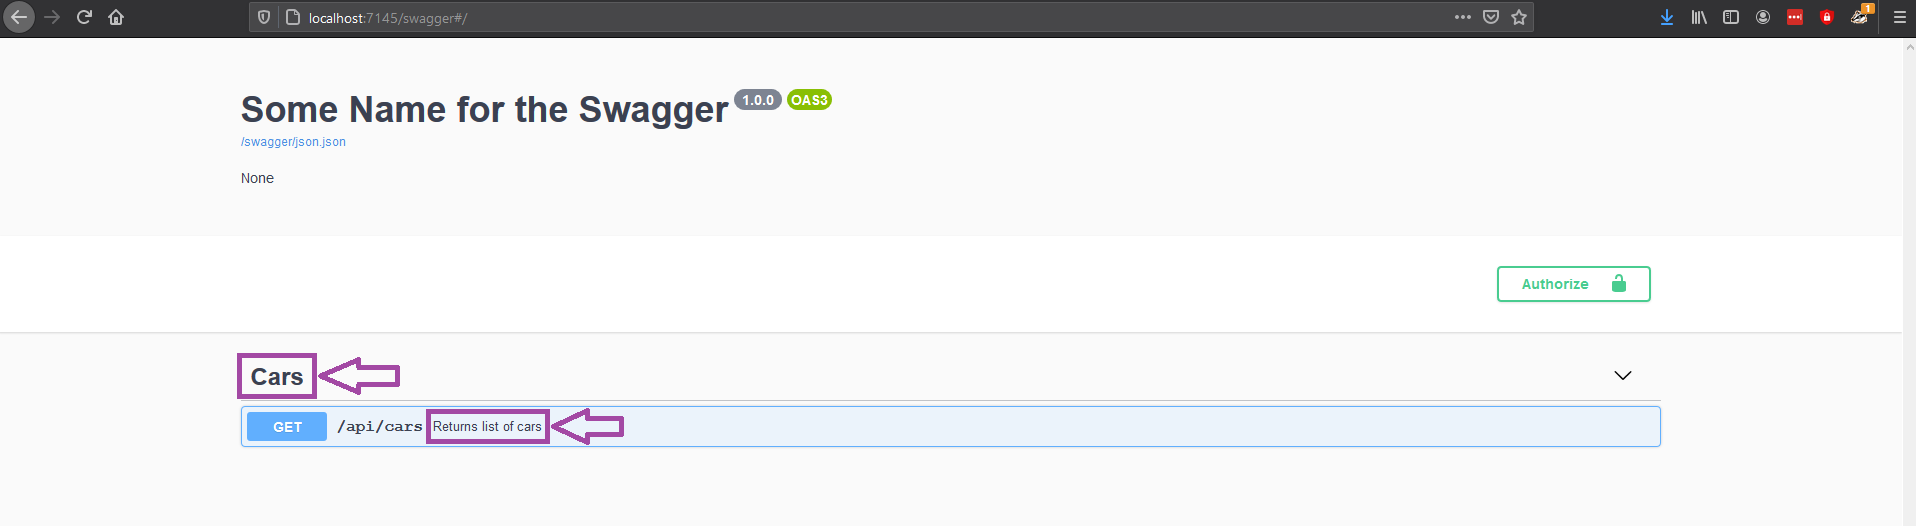 localhost:7145/swagger#/
1
Some Name for the Swagger 1.0.0 OAS3
/swagger/json.json
None
Authorize
Cars
GET /api/cars Returns list of cars